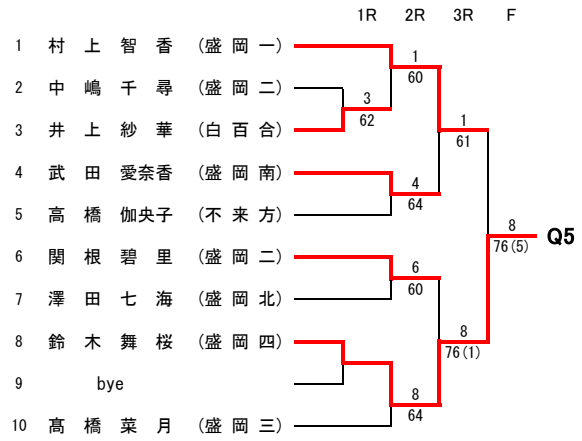 1R 2R 3R F
1 村 上 智 香 (盛 岡 一)
1
60
2 中 嶋 千 尋 (盛 岡 二)
3
62
3 井 上 紗 華 (白 百 合)
1
61
4 武 田 愛奈香 (盛 岡 南)
4
64
5 高 橋 伽央子 (不 来 方)
8
76(5)
Q5
6 関 根 碧 里 (盛 岡 二)
6
60
7 澤 田 七 海 (盛 岡 北)
8 鈴 木 舞 桜 (盛 岡 四)
8
76(1)
9 bye
8
64
10 髙 橋 菜 月 (盛 岡 三)